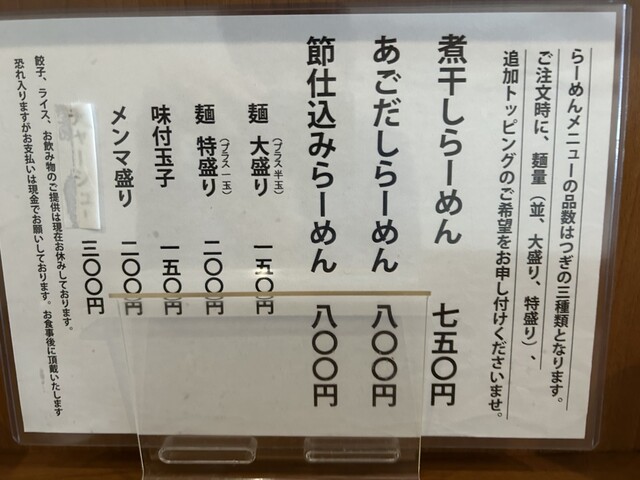 らーめんメニューの品数はつぎの三種類となります。
ご注文時に、麺量（並、大盛り、特盛り）、
追加トッピングのご希望をお申し付けくださいませ。
煮干しらーめん 七五〇円
あごだしらーめん 八〇〇円
節仕込みらーめん 八〇〇円
麺 大盛り（プラス半玉） 一五〇円
麺 特盛り（プラス一玉） 二〇〇円
味付玉子 一五〇円
メンマ盛り 二〇〇円
三〇〇円
餃子、ライス、お飲み物のご提供は現在お休みしております。
恐れ入りますがお支払いは現金でお願いしております。お食事後に頂戴いたします